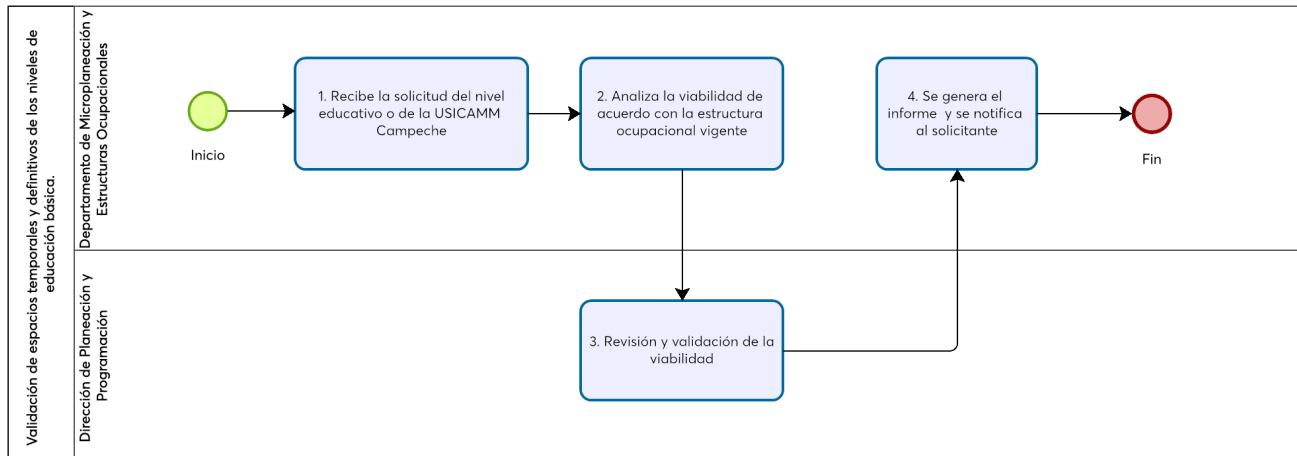 Validación de espacios temporales y definitivos de los niveles de
educación básica.
Departamento de Microplaneación y
Estructuras Ocupacionales
Inicio
1. Recibe la solicitud del nivel
educativo o de la USICAMM
Campeche
2. Analiza la viabilidad de
acuerdo con la estructura
ocupacional vigente
4. Se genera el
informe y se notifica
al solicitante
Fin
Dirección de Planeación y
Programación
3. Revisión y validación de la
viabilidad